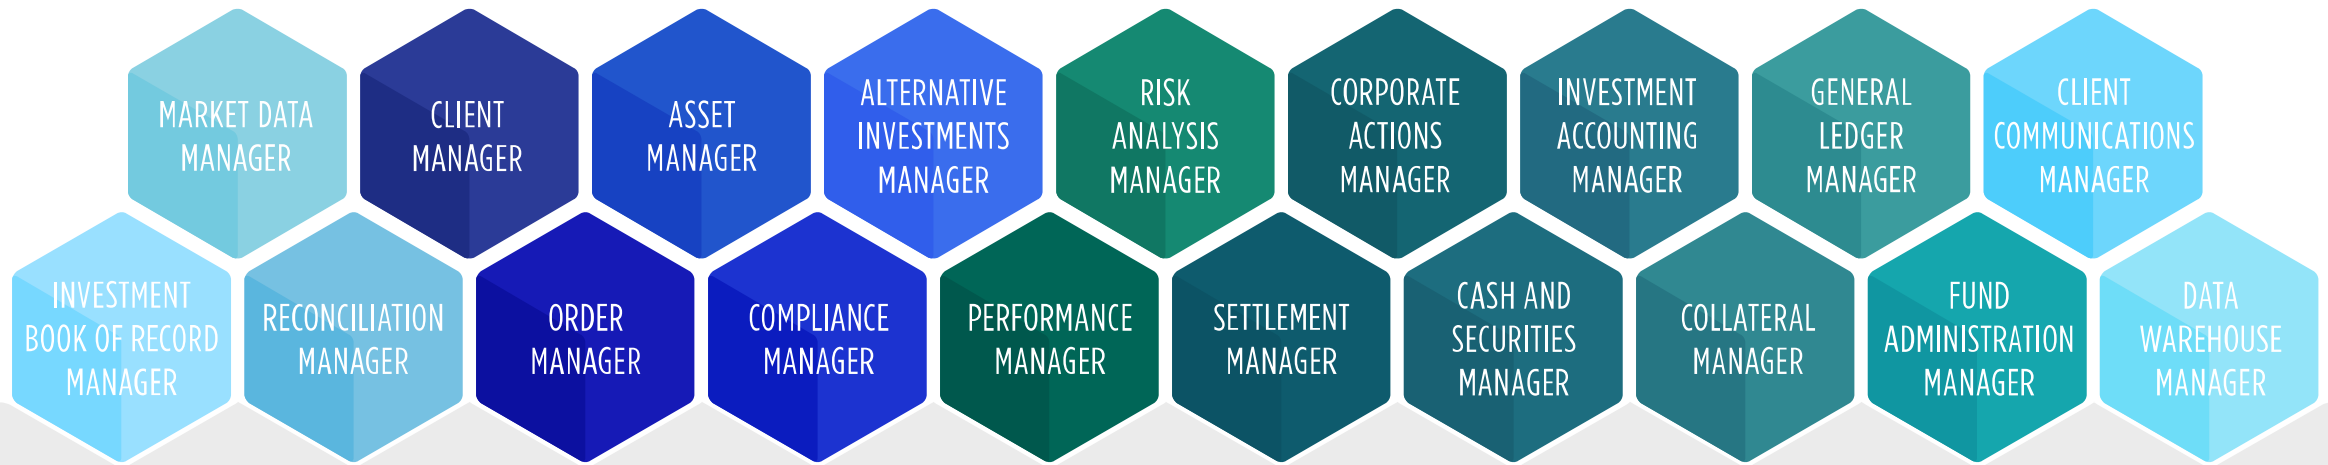 MARKET DATA
MANAGER
CLIENT
MANAGER
ASSET
MANAGER
ALTERNATIVE
INVESTMENTS
MANAGER
RISK
ANALYSIS
MANAGER
CORPORATE
ACTIONS
MANAGER
INVESTMENT
ACCOUNTING
MANAGER
GENERAL
LEDGER
MANAGER
CLIENT
COMMUNICATIONS
MANAGER
INVESTMENT
BOOK OF RECORD
MANAGER
RECONCILIATION
MANAGER
ORDER
MANAGER
COMPLIANCE
MANAGER
PERFORMANCE
MANAGER
SETTLEMENT
MANAGER
CASH AND
SECURITIES
MANAGER
COLLATERAL
MANAGER
FUND
ADMINISTRATION
MANAGER
DATA
WAREHOUSE
MANAGER